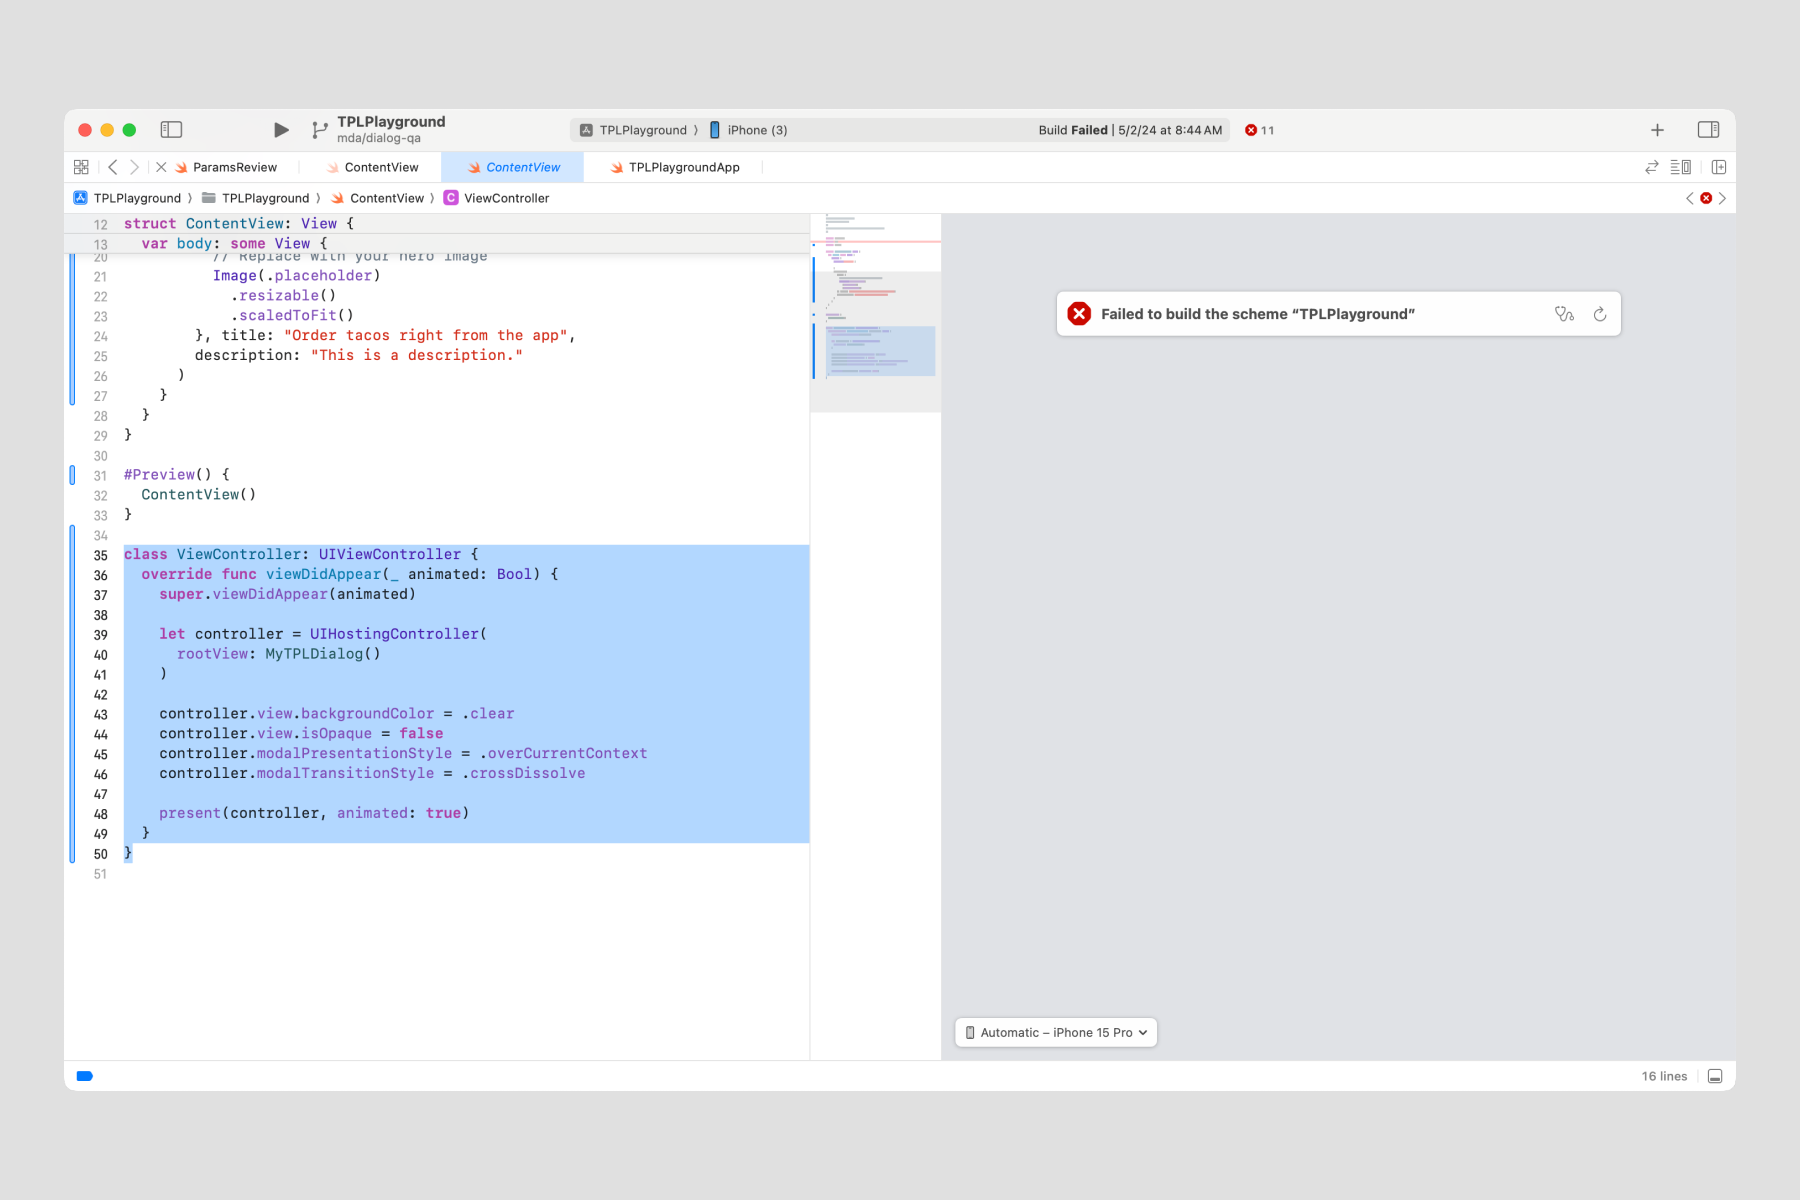 TPLPlayground
mda/dialog-qa
TPLPlayground 〉 iPhone (3)
Build Failed | 5/2/24 at 8:44 AM
11
ParamsReview
ContentView
ContentView
TPLPlaygroundApp
TPLPlayground 〉 TPLPlayground 〉 ContentView 〉 C ViewController
12 struct ContentView: View {
13 var body: some View {
20 // Replace with your hero image
21 Image(.placeholder)
22 .resizable()
23 .scaledToFit()
24 }, title: "Order tacos right from the app",
25 description: "This is a description."
26 )
27 }
28 }
29 }
30
31 #Preview() {
32 ContentView()
33 }
34
35 class ViewController: UIViewController {
36 override func viewDidAppear(_ animated: Bool) {
37 super.viewDidAppear(animated)
38
39 let controller = UIHostingController(
40 rootView: MyTPLDialog()
41 )
42
43 controller.view.backgroundColor = .clear
44 controller.view.isOpaque = false
45 controller.modalPresentationStyle = .overCurrentContext
46 controller.modalTransitionStyle = .crossDissolve
47
48 present(controller, animated: true)
49 }
50 }
51
Failed to build the scheme “TPLPlayground”
Automatic – iPhone 15 Pro
16 lines